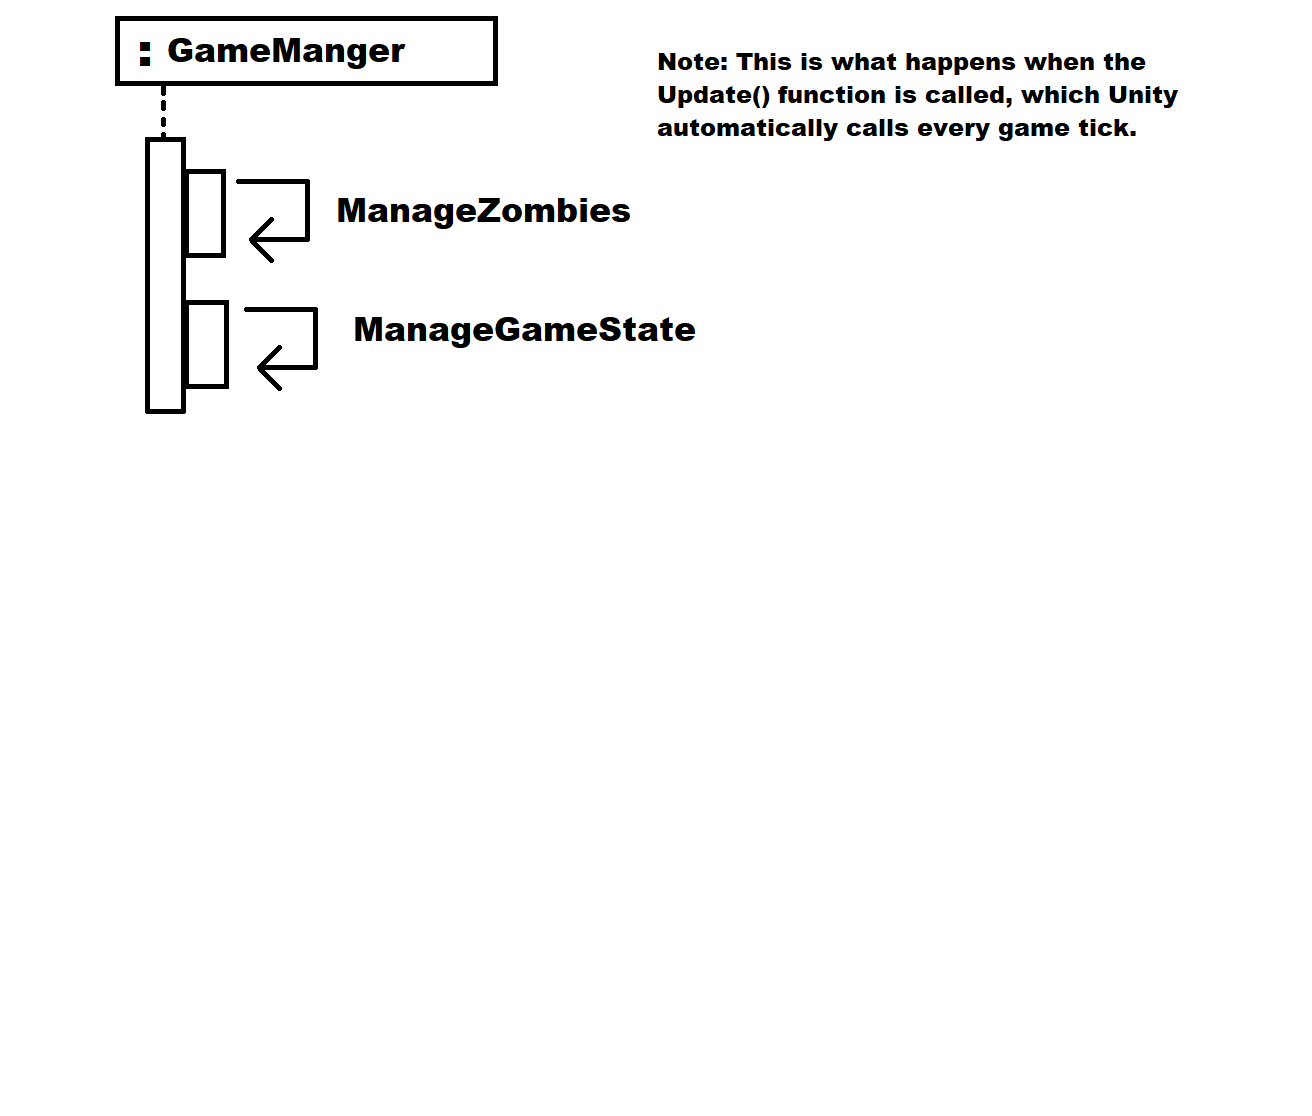 : GameManger
Note: This is what happens when the
Update() function is called, which Unity
automatically calls every game tick.
ManageZombies
ManageGameState